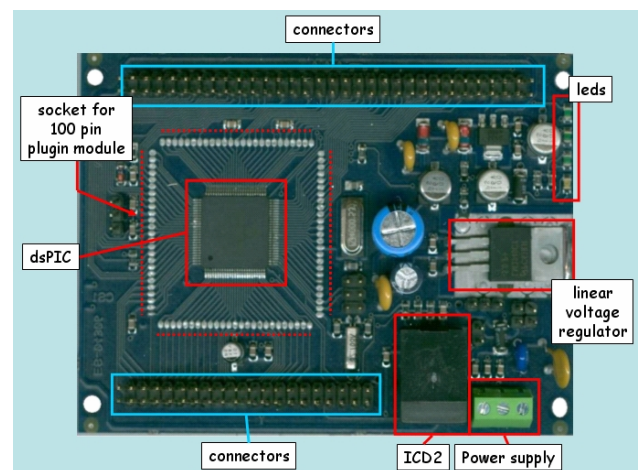 connectors
leds
socket for
100 pin
plugin module
dsPIC
linear
voltage
regulator
connectors
ICD2
Power supply